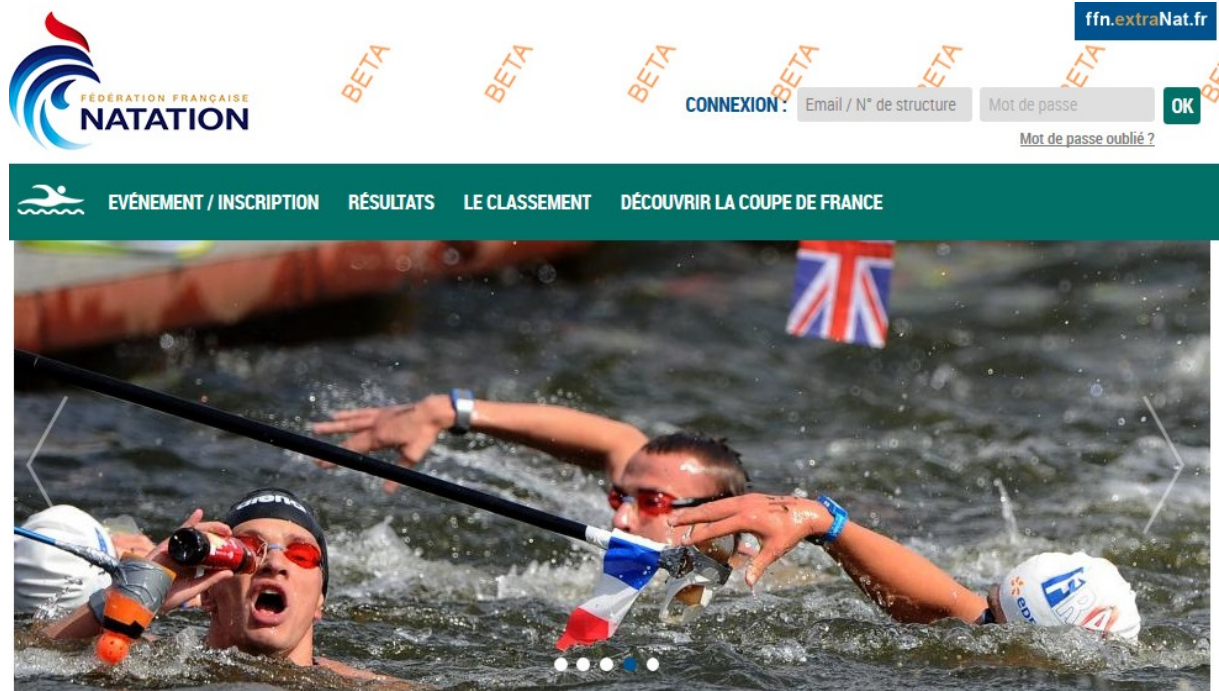 ffn.extraNat.fr
BETA BETA BETA BETA BETA BETA
FÉDÉRATION FRANÇAISE
NATATION
CONNEXION : Email / N° de structure Mot de passe OK
Mot de passe oublié ?
EVÉNEMENT / INSCRIPTION RÉSULTATS LE CLASSEMENT DÉCOUVRIR LA COUPE DE FRANCE
arena
FRA